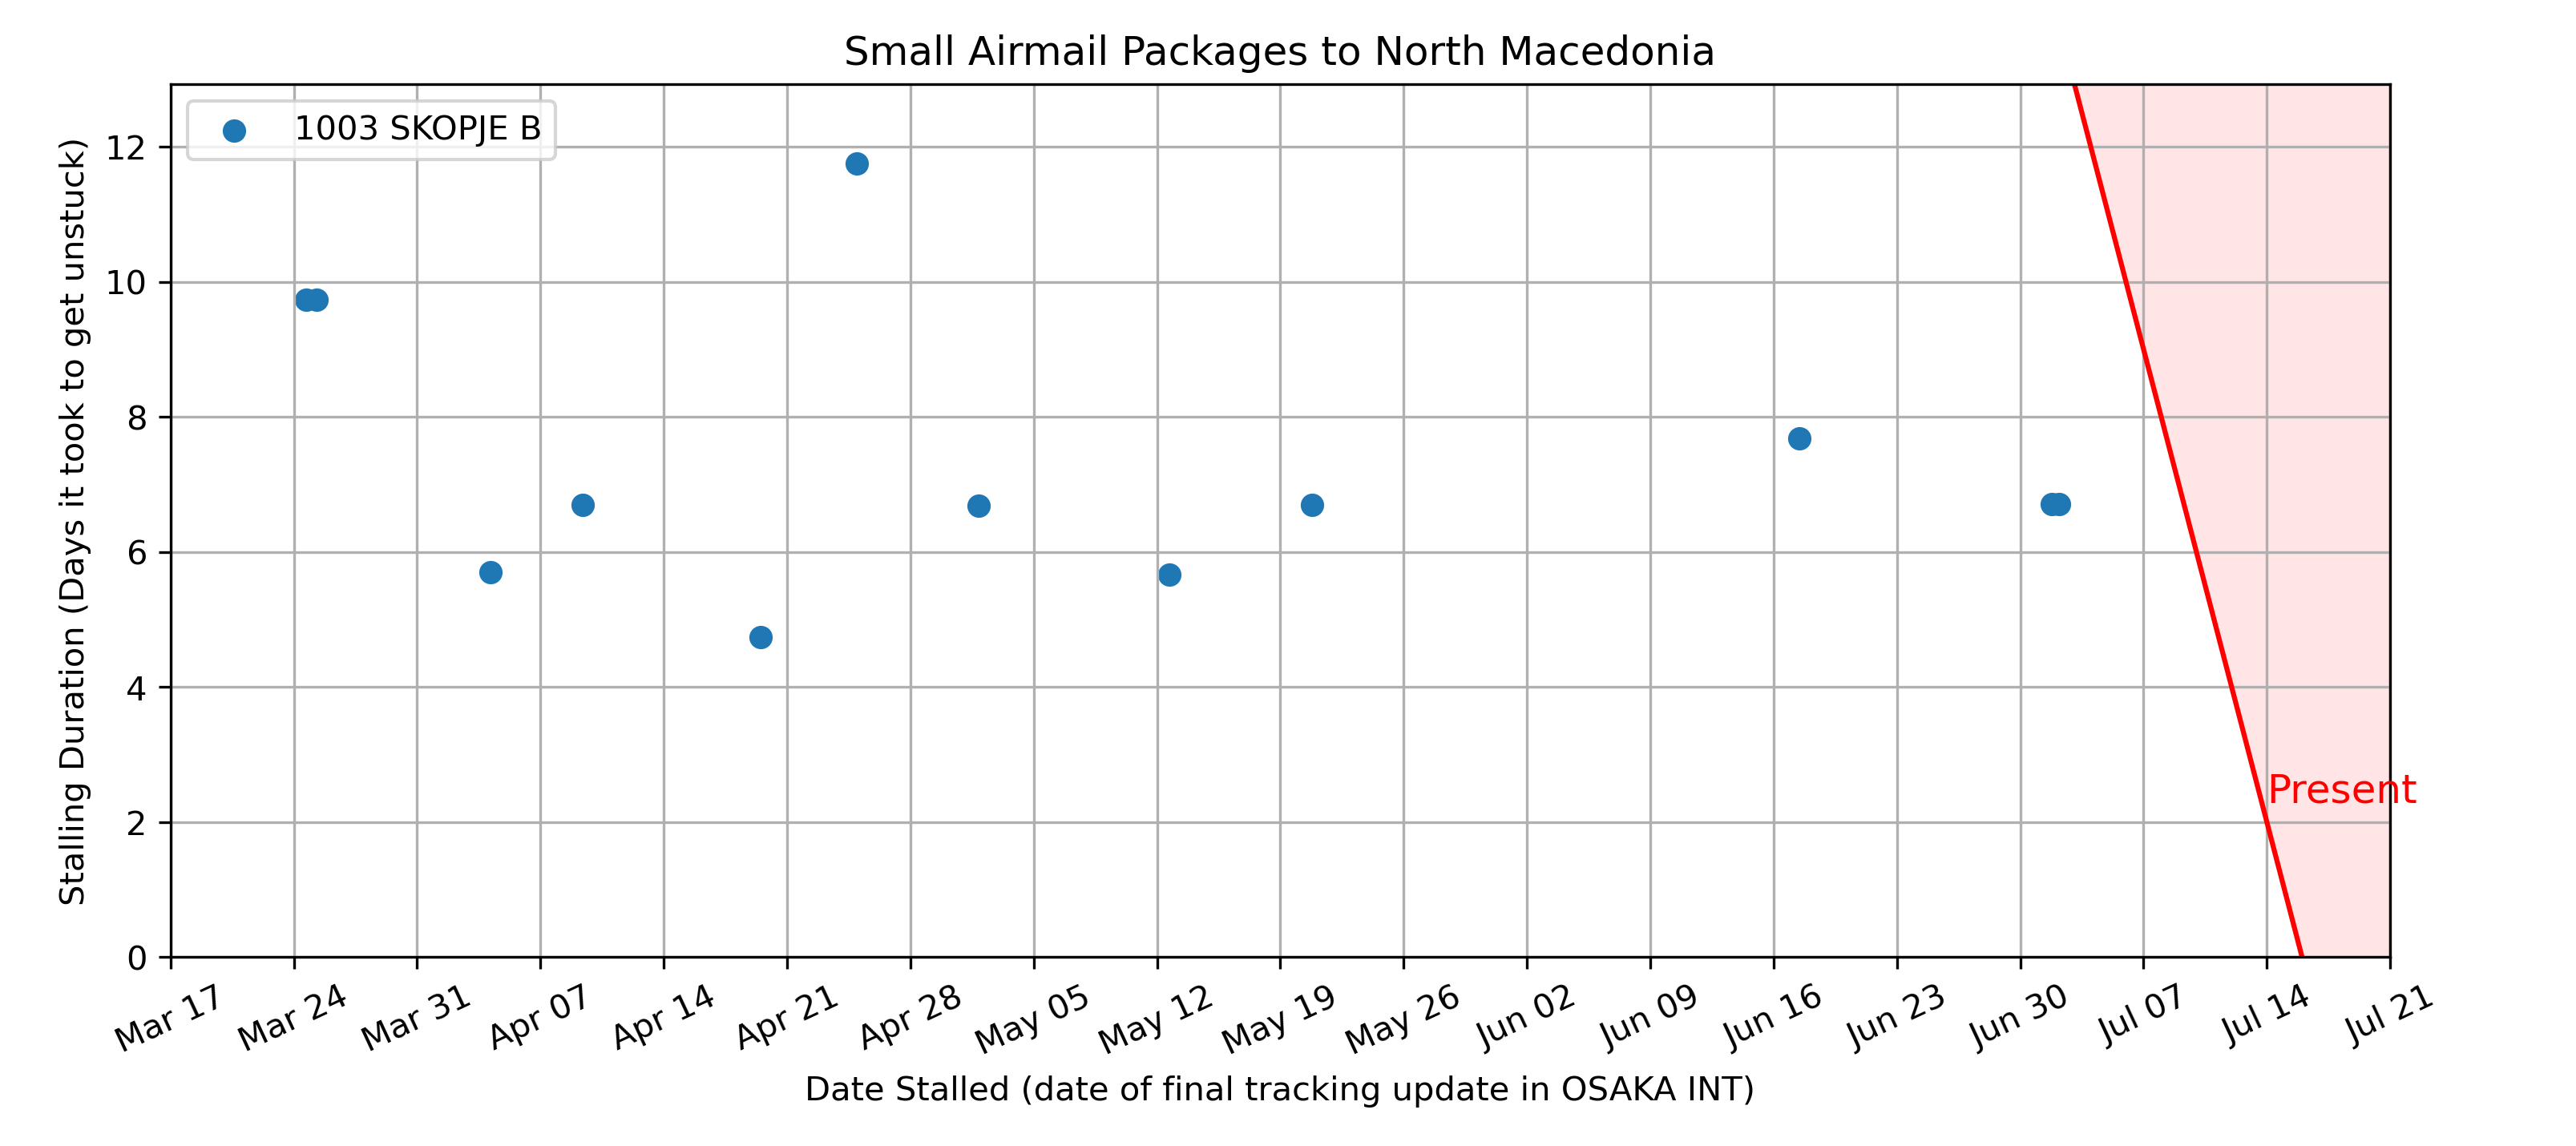 Small Airmail Packages to North Macedonia
1003 SKOPJE B
Stalling Duration (Days it took to get unstuck)
12
10
8
6
4
2
0
Present
Mar 17
Mar 24
Mar 31
Apr 07
Apr 14
Apr 21
Apr 28
May 05
May 12
May 19
May 26
Jun 02
Jun 09
Jun 16
Jun 23
Jun 30
Jul 07
Jul 14
Jul 21
Date Stalled (date of final tracking update in OSAKA INT)